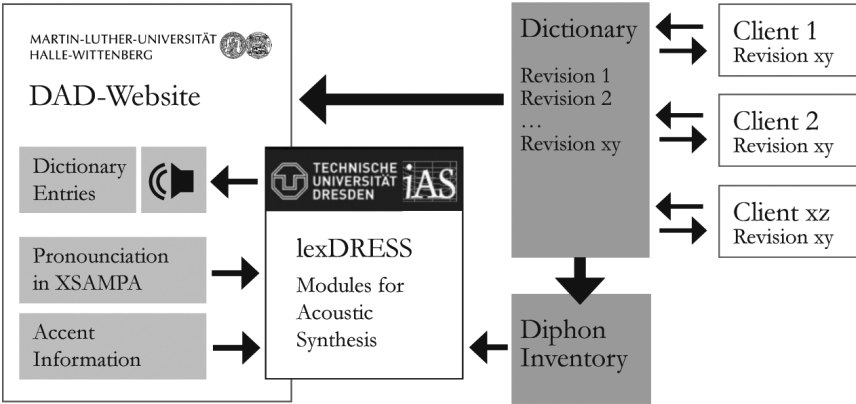 MARTIN-LUTHER-UNIVERSITÄT
HALLE-WITTENBERG
DAD-Website
Dictionary
Entries
Pronounciation
in XSAMPA
Accent
Information
TECHNISCHE
UNIVERSITÄT
DRESDEN
iAS
lexDRESS
Modules for
Acoustic
Synthesis
Dictionary
Revision 1
Revision 2
…
Revision xy
Diphon
Inventory
Client 1
Revision xy
Client 2
Revision xy
Client xz
Revision xy